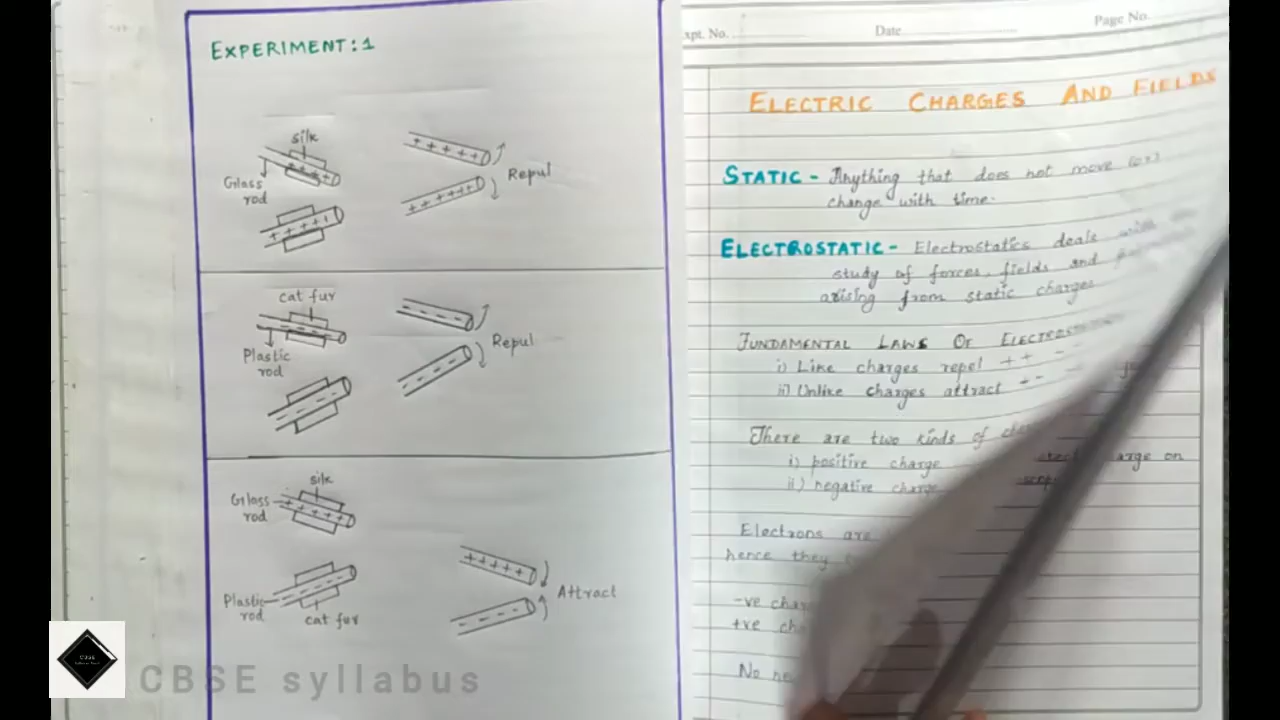 EXPERIMENT: 1
silk
Glass
rod
Repul
cat fur
Plastic
rod
Repul
silk
Glass
rod
Plastic
rod
cat fur
Attract
CBSE syllabus
Expt. No.
Date
Page No.
ELECTRIC CHARGES AND FIELDS
STATIC - Anything that does not move (or)
change with time.
ELECTROSTATIC - Electrostatics deals with
study of forces, fields and
arising from static charges
FUNDAMENTAL LAWS OF
i) Like charges repel ++ --
ii) Unlike charges attract +-
There are two kinds of
i) positive charge
charge on
ii) negative charge
Electrons are
hence they
-ve
+ve
No